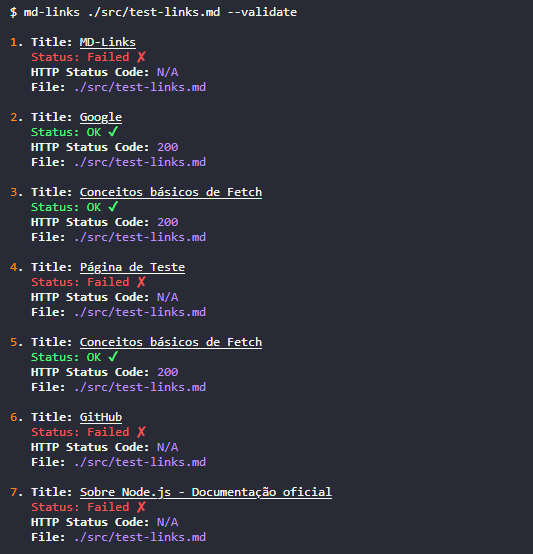 $ md-links ./src/test-links.md --validate
1. Title: MD-Links
Status: Failed ✗
HTTP Status Code: N/A
File: ./src/test-links.md
2. Title: Google
Status: OK ✓
HTTP Status Code: 200
File: ./src/test-links.md
3. Title: Conceitos básicos de Fetch
Status: OK ✓
HTTP Status Code: 200
File: ./src/test-links.md
4. Title: Página de Teste
Status: Failed ✗
HTTP Status Code: N/A
File: ./src/test-links.md
5. Title: Conceitos básicos de Fetch
Status: OK ✓
HTTP Status Code: 200
File: ./src/test-links.md
6. Title: GitHub
Status: Failed ✗
HTTP Status Code: N/A
File: ./src/test-links.md
7. Title: Sobre Node.js - Documentação oficial
Status: Failed ✗
HTTP Status Code: N/A
File: ./src/test-links.md